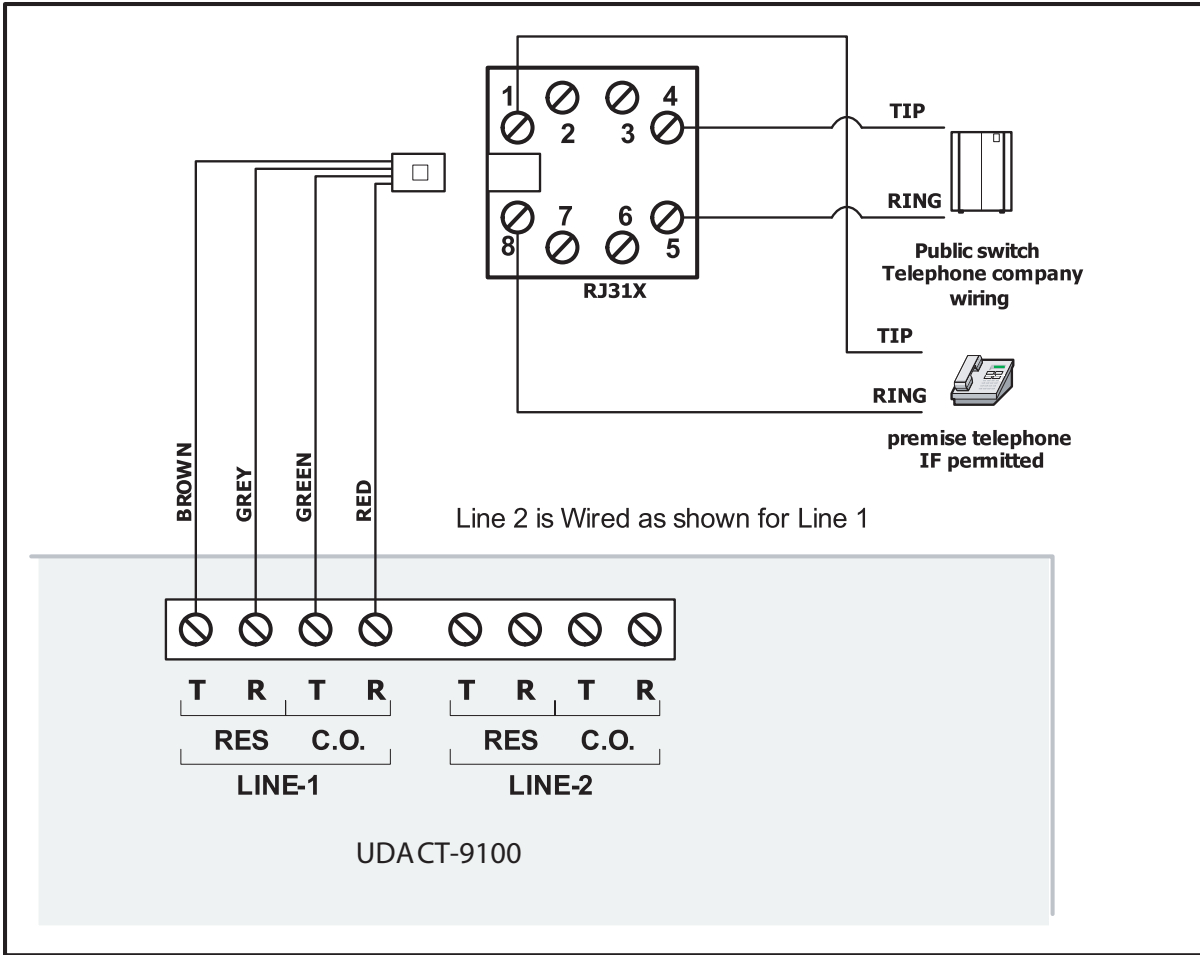 1
4
2
3
TIP
RING
7
6
8
5
RJ31X
Public switch
Telephone company
wiring
TIP
RING
premise telephone
IF permitted
BROWN
GREY
GREEN
RED
Line 2 is Wired as shown for Line 1
T R T R T R T R
RES C.O. RES C.O.
LINE-1 LINE-2
UDACT-9100